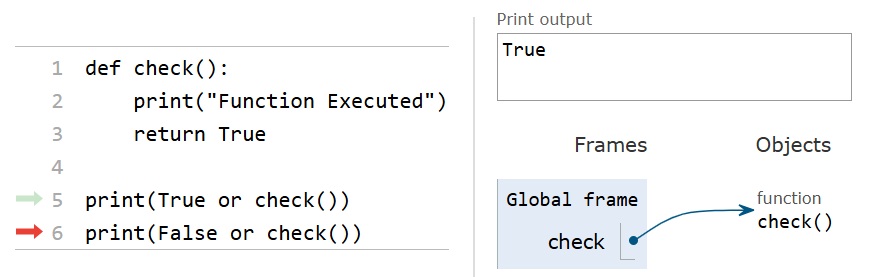 1 def check():
2     print("Function Executed")
3     return True
4
5 print(True or check())
6 print(False or check())
Print output
True
Frames Objects
Global frame
check
function
check()